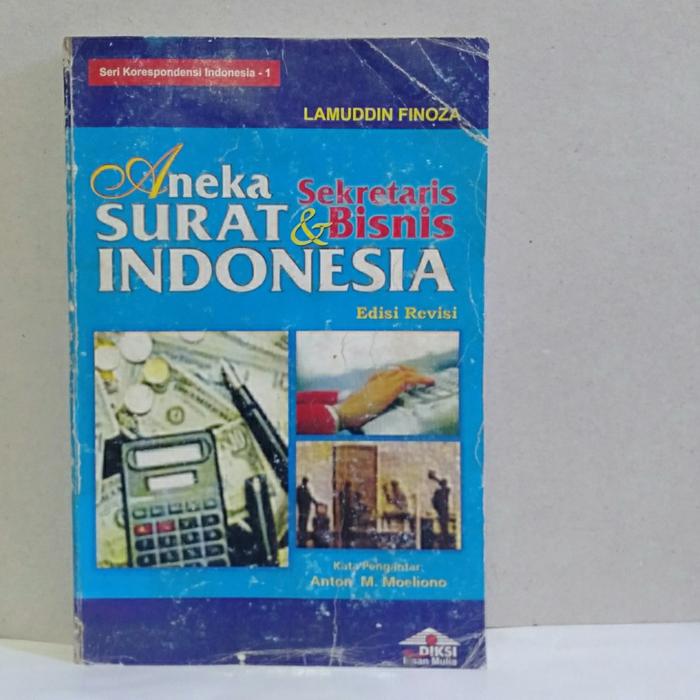 Seri Korespondensi Indonesia - 1
LAMUDDIN FINOZA
Aneka Sekretaris
SURAT & Bisnis
INDONESIA
Edisi Revisi
Kata Pengantar:
Anton M. Moeliono
DIKSI
Insan Mulia